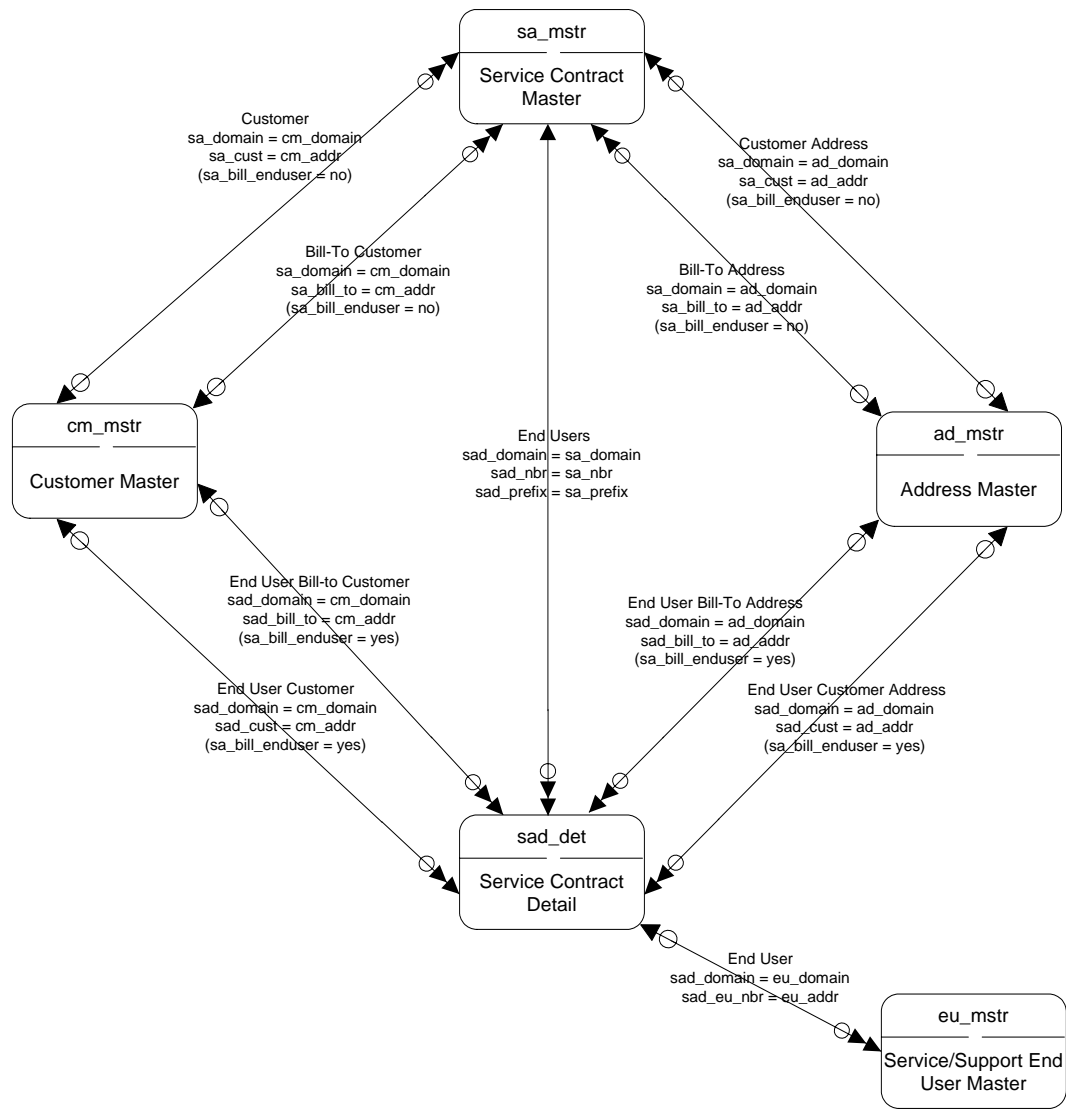 sa_mstr
Service Contract
Master
Customer
sa_domain = cm_domain
sa_cust = cm_addr
(sa_bill_enduser = no)
Customer Address
sa_domain = ad_domain
sa_cust = ad_addr
(sa_bill_enduser = no)
Bill-To Customer
sa_domain = cm_domain
sa_bill_to = cm_addr
(sa_bill_enduser = no)
Bill-To Address
sa_domain = ad_domain
sa_bill_to = ad_addr
(sa_bill_enduser = no)
cm_mstr
Customer Master
End Users
sad_domain = sa_domain
sad_nbr = sa_nbr
sad_prefix = sa_prefix
ad_mstr
Address Master
End User Bill-to Customer
sad_domain = cm_domain
sad_bill_to = cm_addr
(sa_bill_enduser = yes)
End User Bill-To Address
sad_domain = ad_domain
sad_bill_to = ad_addr
(sa_bill_enduser = yes)
End User Customer
sad_domain = cm_domain
sad_cust = cm_addr
(sa_bill_enduser = yes)
End User Customer Address
sad_domain = ad_domain
sad_cust = ad_addr
(sa_bill_enduser = yes)
sad_det
Service Contract
Detail
End User
sad_domain = eu_domain
sad_eu_nbr = eu_addr
eu_mstr
Service/Support End
User Master